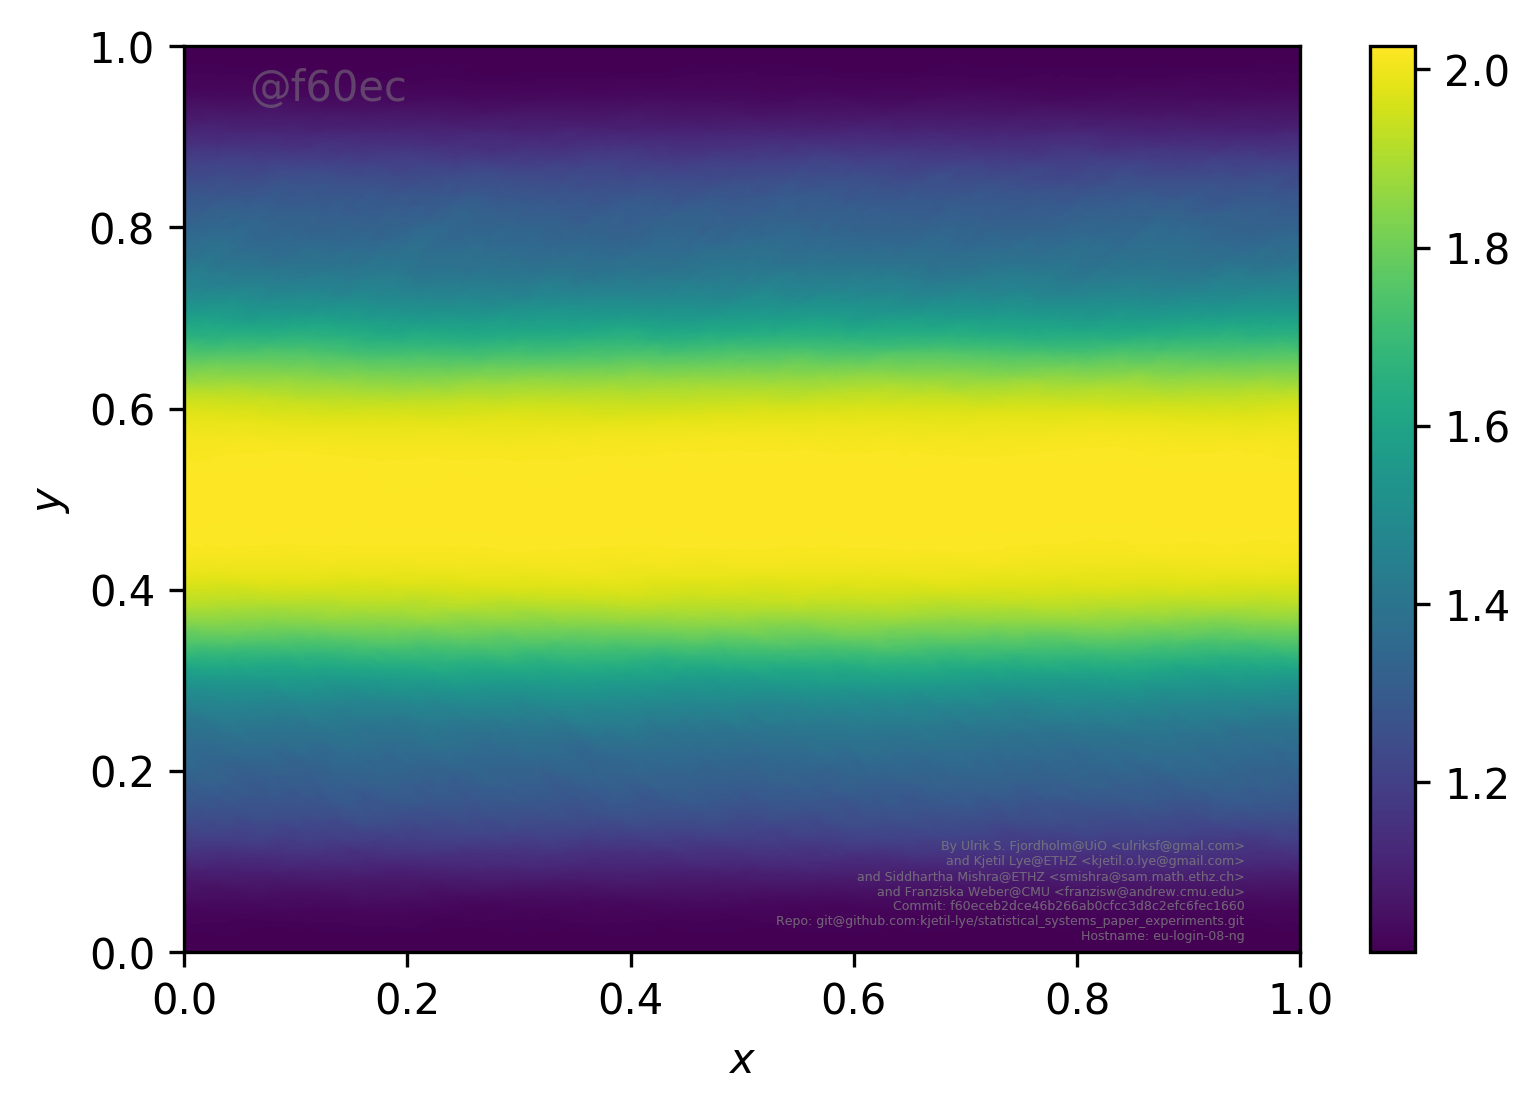 @f60ec
1.0
0.8
0.6
0.4
0.2
0.0
y
0.0 0.2 0.4 0.6 0.8 1.0
x
2.0
1.8
1.6
1.4
1.2
By Ulrik S. Fjordholm@UiO <ulriksf@gmal.com>
and Kjetil Lye@ETHZ <kjetil.o.lye@gmail.com>
and Siddhartha Mishra@ETHZ <smishra@sam.math.ethz.ch>
and Franziska Weber@CMU <franzisw@andrew.cmu.edu>
Commit: f60eceb2dce46b266ab0cfcc3d8c2efc6fec1660
Repo: git@github.com:kjetil-lye/statistical_systems_paper_experiments.git
Hostname: eu-login-08-ng